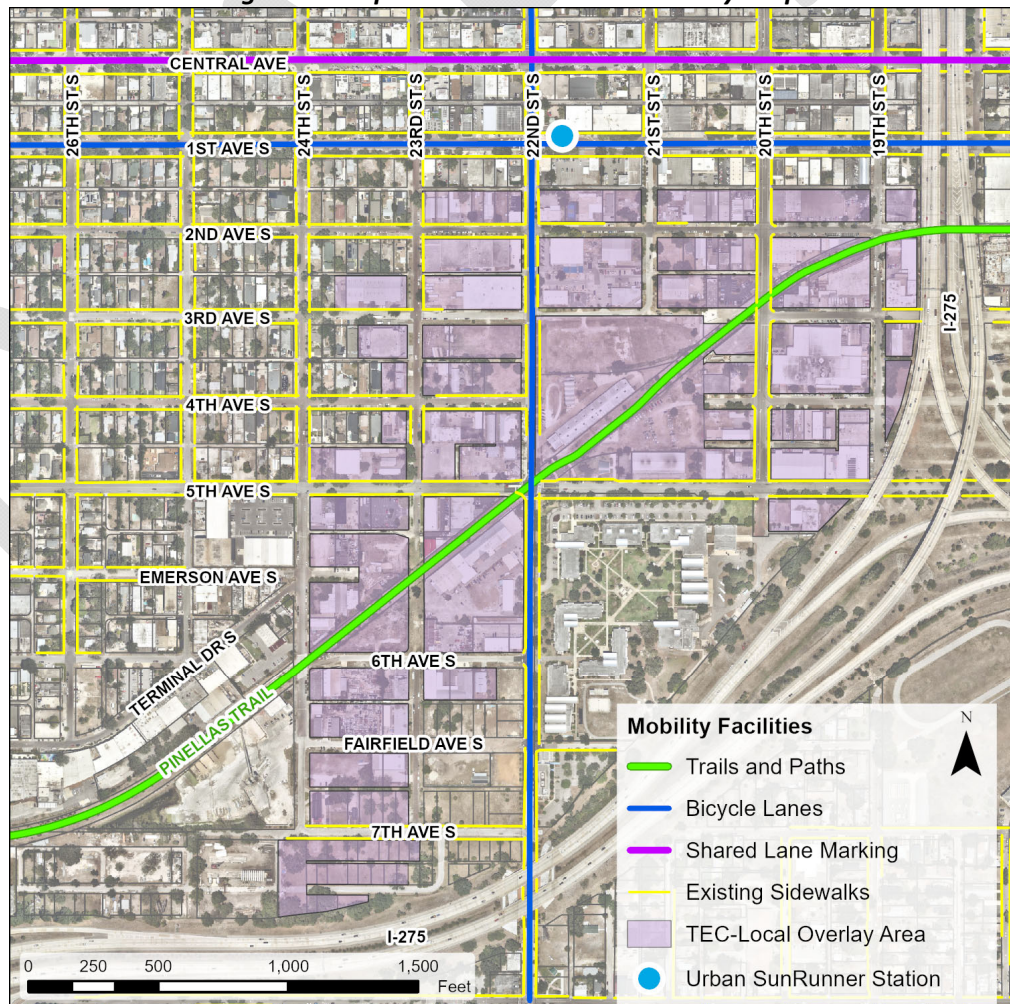 CENTRAL AVE
26TH ST S
24TH ST S
23RD ST S
22ND ST S
21ST ST S
20TH ST S
19TH ST S
1ST AVE S
2ND AVE S
I-275
3RD AVE S
4TH AVE S
5TH AVE S
EMERSON AVE S
TERMINAL DR S
6TH AVE S
PINELLAS TRAIL
FAIRFIELD AVE S
7TH AVE S
I-275
Mobility Facilities
N
Trails and Paths
Bicycle Lanes
Shared Lane Marking
Existing Sidewalks
TEC-Local Overlay Area
Urban SunRunner Station
0 250 500 1,000 1,500
Feet